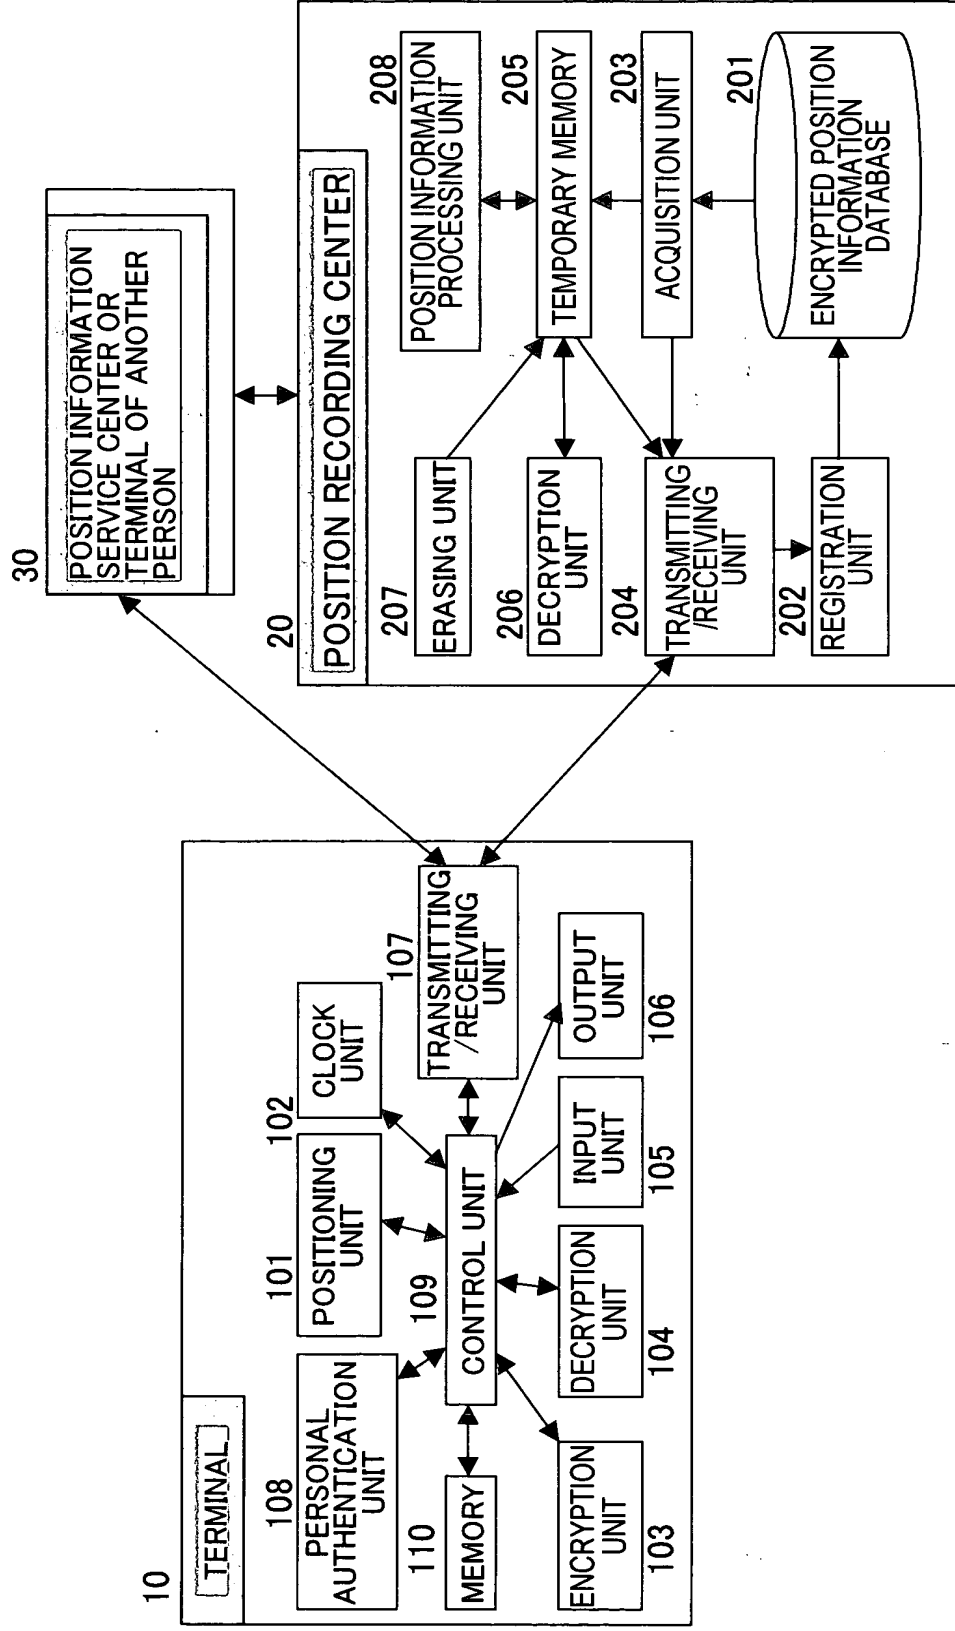 10
TERMINAL
108
PERSONAL
AUTHENTICATION
UNIT
101
POSITIONING
UNIT
102
CLOCK
UNIT
110
MEMORY
109
CONTROL UNIT
107
TRANSMITTING
/RECEIVING
UNIT
ENCRYPTION
UNIT
103
DECRYPTION
UNIT
104
INPUT
UNIT
105
OUTPUT
UNIT
106
30
POSITION INFORMATION
SERVICE CENTER OR
TERMINAL OF ANOTHER
PERSON
20
POSITION RECORDING CENTER
207
ERASING UNIT
208
POSITION INFORMATION
PROCESSING UNIT
206
DECRYPTION
UNIT
205
TEMPORARY MEMORY
204
TRANSMITTING
/RECEIVING
UNIT
203
ACQUISITION UNIT
202
REGISTRATION
UNIT
201
ENCRYPTED POSITION
INFORMATION
DATABASE